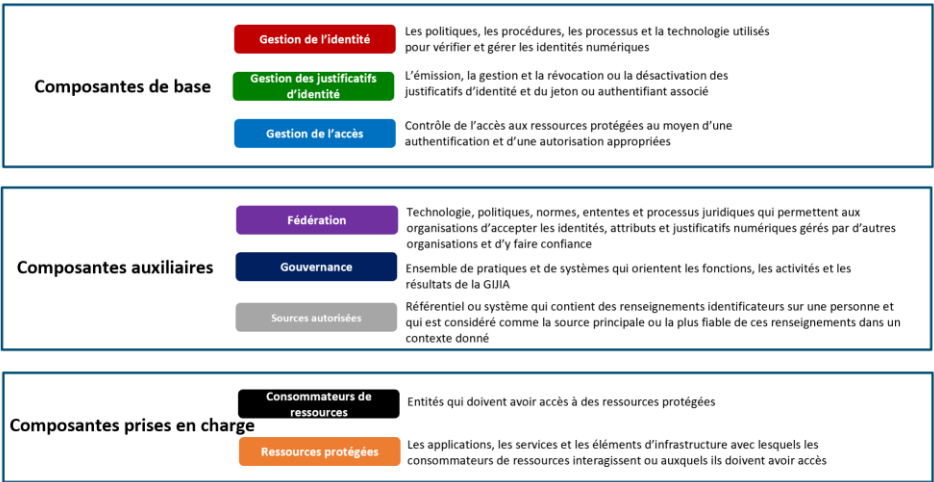 Composantes de base
Gestion de l'identité
Les politiques, les procédures, les processus et la technologie utilisés
pour vérifier et gérer les identités numériques
Gestion des justificatifs
d'identité
L'émission, la gestion et la révocation ou la désactivation des
justificatifs d'identité et du jeton ou authentifiant associé
Gestion de l'accès
Contrôle de l'accès aux ressources protégées au moyen d'une
authentification et d'une autorisation appropriées
Composantes auxiliaires
Fédération
Technologie, politiques, normes, ententes et processus juridiques qui permettent aux
organisations d'accepter les identités, attributs et justificatifs numériques gérés par d'autres
organisations et d'y faire confiance
Gouvernance
Ensemble de pratiques et de systèmes qui orientent les fonctions, les activités et les
résultats de la GIJIA
Sources autorisées
Référentiel ou système qui contient des renseignements identificateurs sur une personne et
qui est considéré comme la source principale ou la plus fiable de ces renseignements dans un
contexte donné
Composantes prises en charge
Consommateurs de
ressources
Entités qui doivent avoir accès à des ressources protégées
Ressources protégées
Les applications, les services et les éléments d'infrastructure avec lesquels les
consommateurs de ressources interagissent ou auxquels ils doivent avoir accès